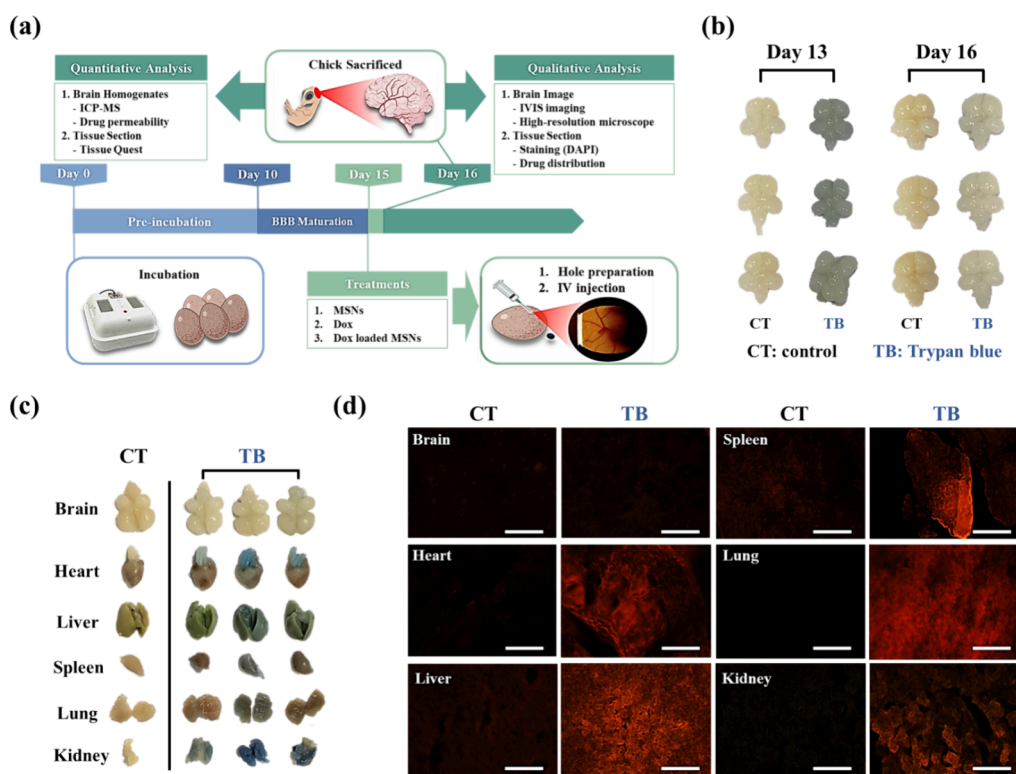 (a)
Quantitative Analysis
1. Brain Homogenates
- ICP-MS
- Drug permeability
2. Tissue Section
- Tissue Quest
Chick Sacrificed
Qualitative Analysis
1. Brain Image
- IVIS imaging
- High-resolution microscope
2. Tissue Section
- Staining (DAPI)
- Drug distribution
Day 0
Day 10
Day 15
Day 16
Pre-incubation
BBB Maturation
Incubation
Treatments
1. MSNs
2. Dox
3. Dox loaded MSNs
1. Hole preparation
2. IV injection
(b)
Day 13
Day 16
CT
TB
CT
TB
CT: control
TB: Trypan blue
(c)
CT
TB
Brain
Heart
Liver
Spleen
Lung
Kidney
(d)
CT
TB
CT
TB
Brain
Spleen
Heart
Lung
Liver
Kidney